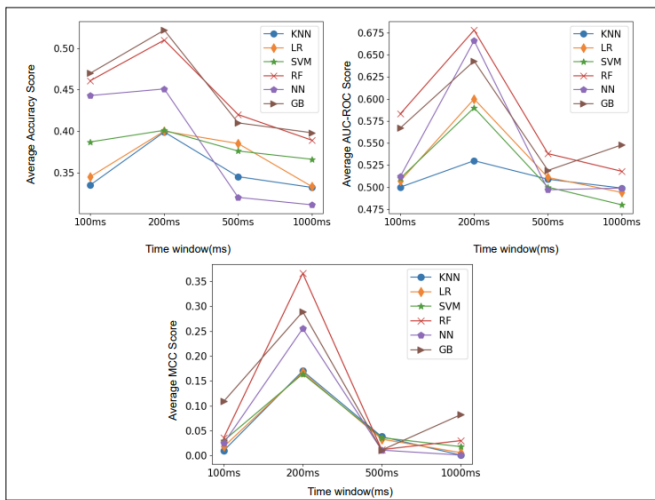 Average Accuracy Score
0.50
0.45
0.40
0.35
100ms
200ms
500ms
1000ms
Time window(ms)
KNN
LR
SVM
RF
NN
GB
Average AUC-ROC Score
0.675
0.650
0.625
0.600
0.575
0.550
0.525
0.500
0.475
100ms
200ms
500ms
1000ms
Time window(ms)
KNN
LR
SVM
RF
NN
GB
Average MCC Score
0.35
0.30
0.25
0.20
0.15
0.10
0.05
0.00
100ms
200ms
500ms
1000ms
Time window(ms)
KNN
LR
SVM
RF
NN
GB